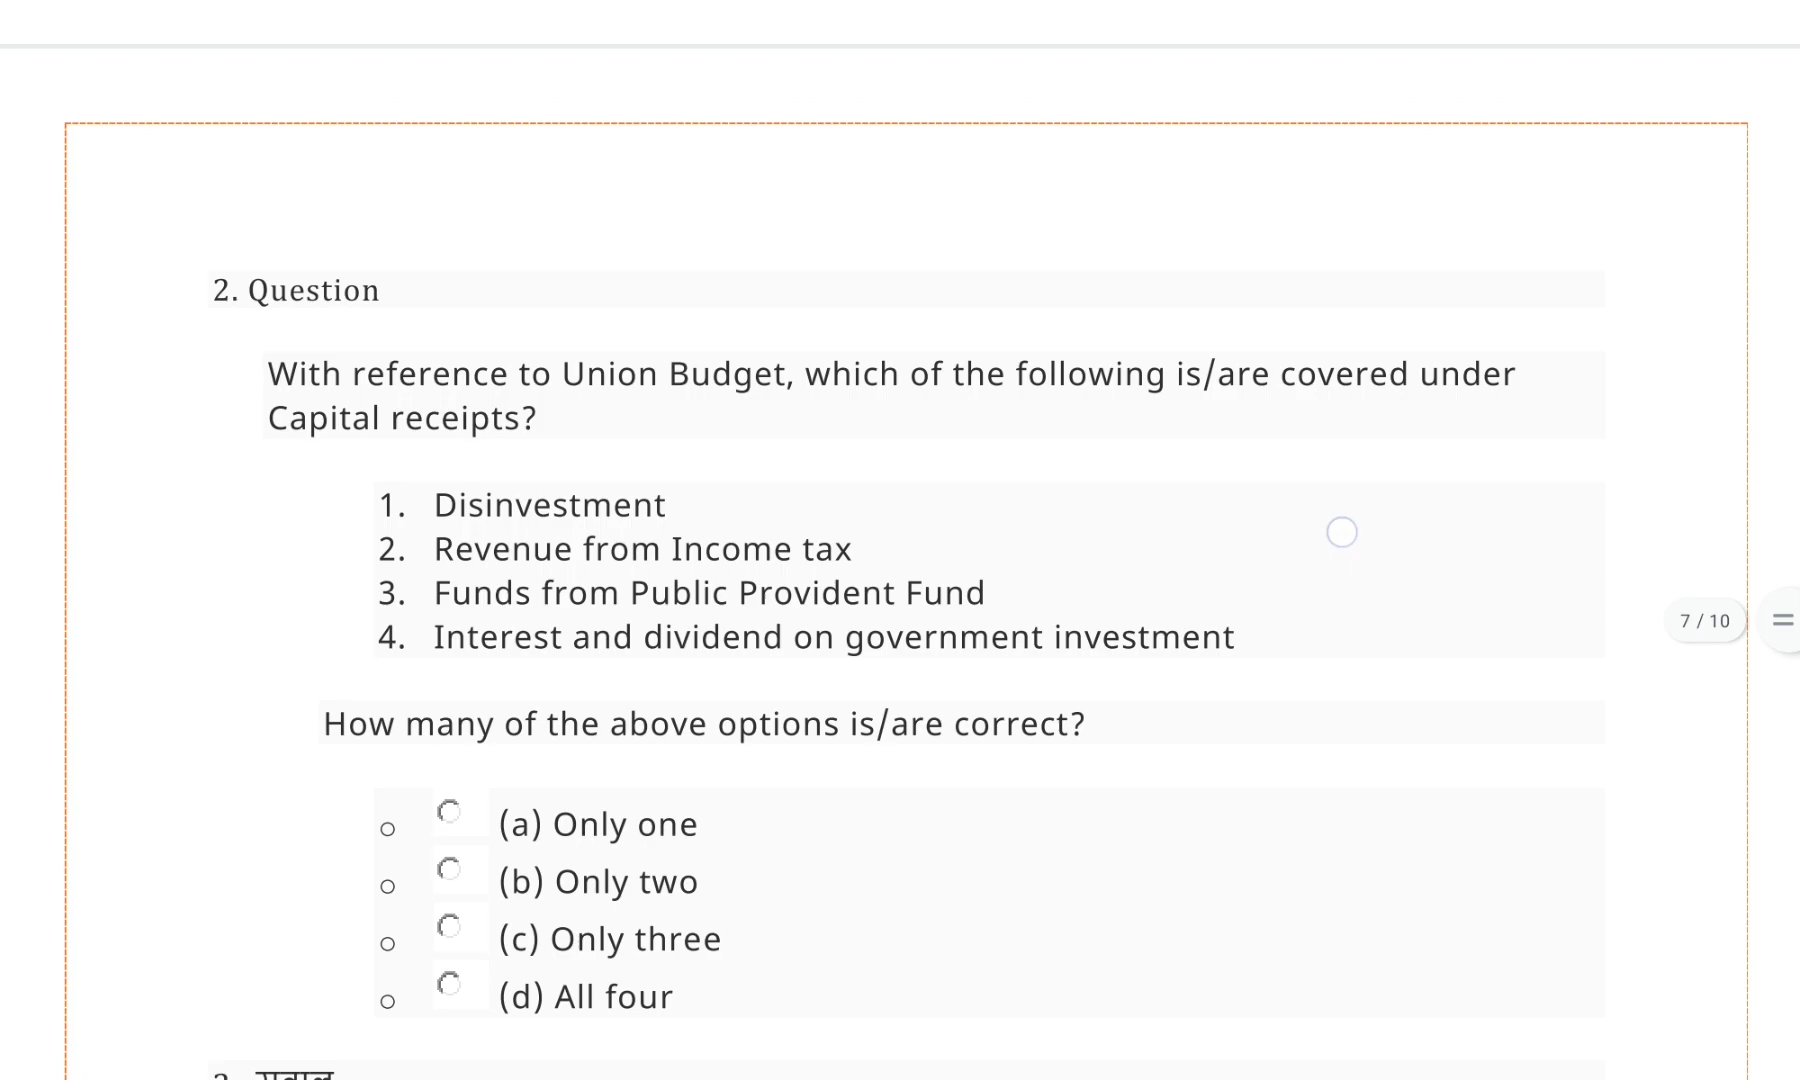 2. Question
With reference to Union Budget, which of the following is/are covered under
Capital receipts?
1. Disinvestment
2. Revenue from Income tax
3. Funds from Public Provident Fund
4. Interest and dividend on government investment
7 / 10
How many of the above options is/are correct?
(a) Only one
(b) Only two
(c) Only three
(d) All four